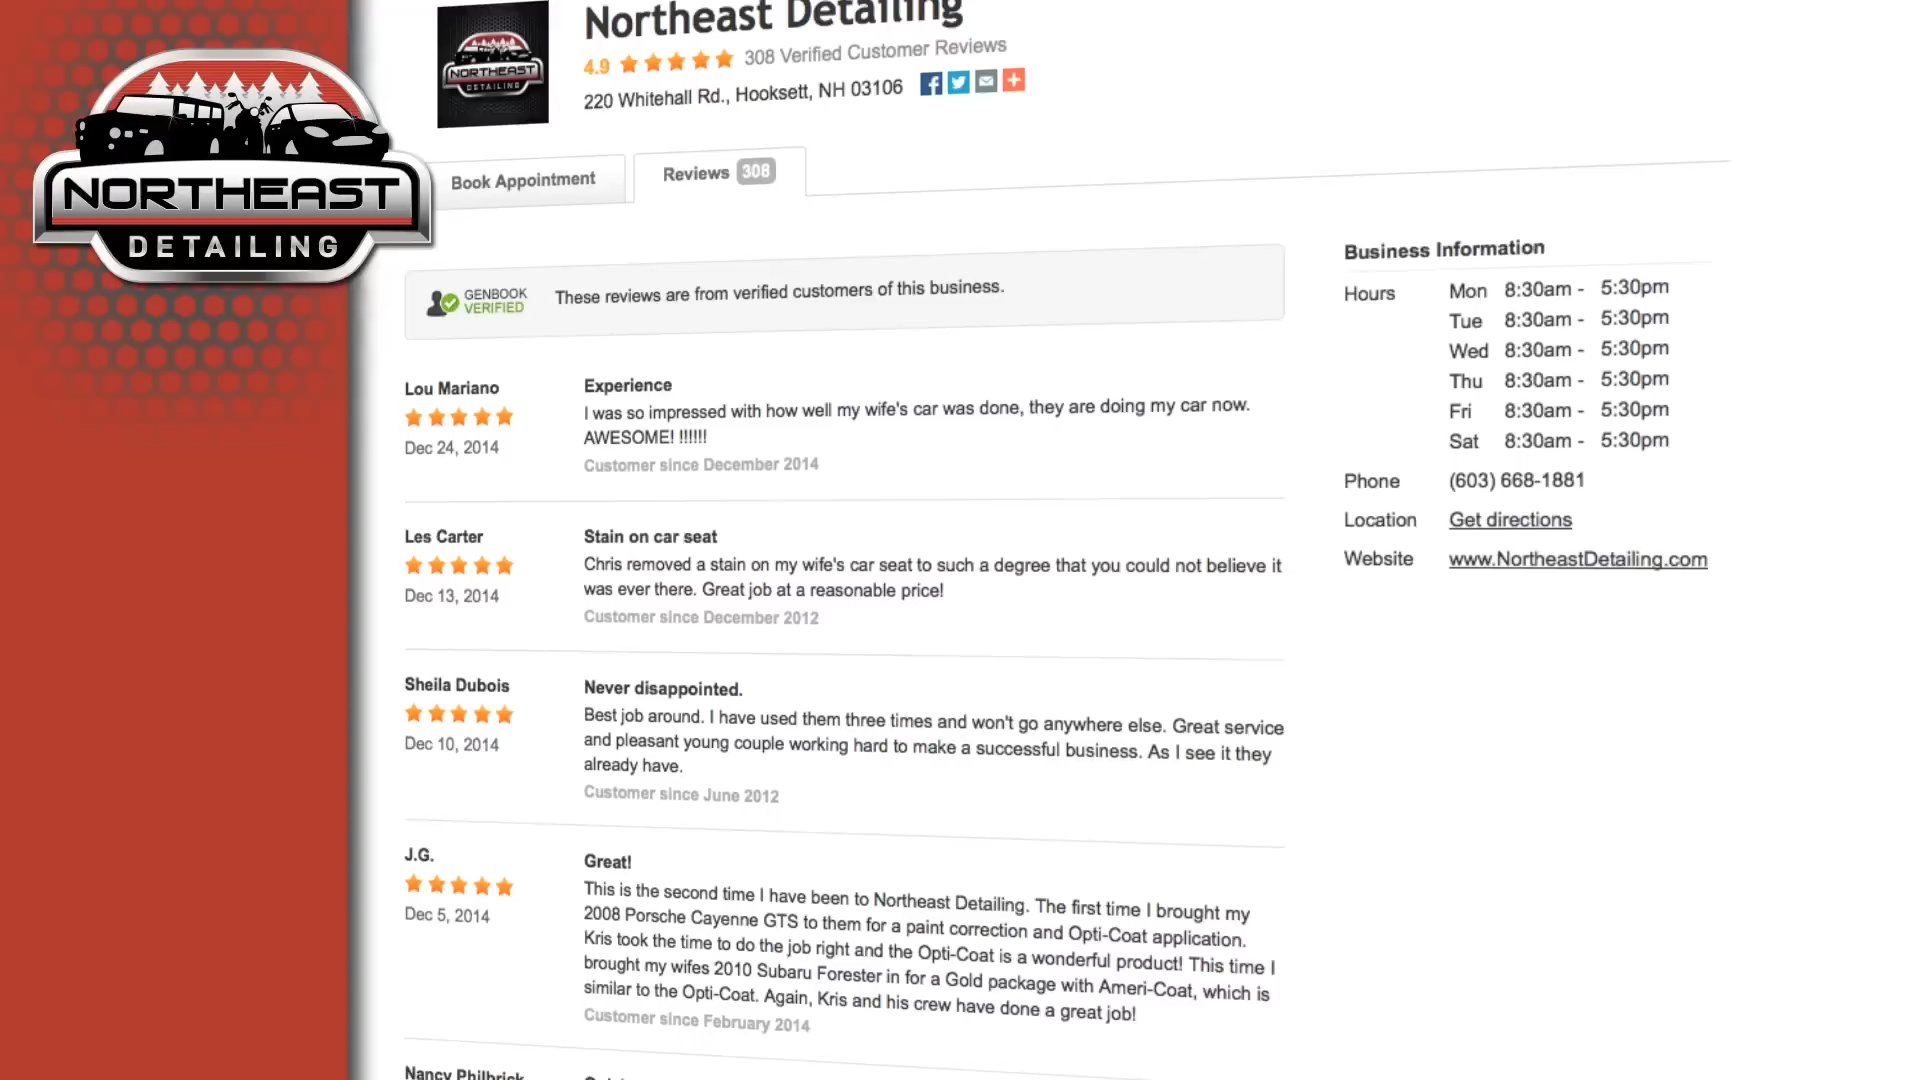 Northeast Detailing
4.9 308 Verified Customer Reviews
220 Whitehall Rd., Hooksett, NH 03106
NORTHEAST
DETAILING
NORTHEAST
DETAILING
Book Appointment
Reviews 308
GENBOOK
VERIFIED
These reviews are from verified customers of this business.
Lou Mariano
Dec 24, 2014
Experience
I was so impressed with how well my wife's car was done, they are doing my car now.
AWESOME! !!!!!!
Customer since December 2014
Les Carter
Dec 13, 2014
Stain on car seat
Chris removed a stain on my wife's car seat to such a degree that you could not believe it
was ever there. Great job at a reasonable price!
Customer since December 2012
Sheila Dubois
Dec 10, 2014
Never disappointed.
Best job around. I have used them three times and won't go anywhere else. Great service
and pleasant young couple working hard to make a successful business. As I see it they
already have.
Customer since June 2012
J.G.
Dec 5, 2014
Great!
This is the second time I have been to Northeast Detailing. The first time I brought my
2008 Porsche Cayenne GTS to them for a paint correction and Opti-Coat application.
Kris took the time to do the job right and the Opti-Coat is a wonderful product! This time I
brought my wifes 2010 Subaru Forester in for a Gold package with Ameri-Coat, which is
similar to the Opti-Coat. Again, Kris and his crew have done a great job!
Customer since February 2014
Nancy Philbrick
Business Information
Hours
Mon 8:30am - 5:30pm
Tue 8:30am - 5:30pm
Wed 8:30am - 5:30pm
Thu 8:30am - 5:30pm
Fri 8:30am - 5:30pm
Sat 8:30am - 5:30pm
Phone (603) 668-1881
Location Get directions
Website www.NortheastDetailing.com